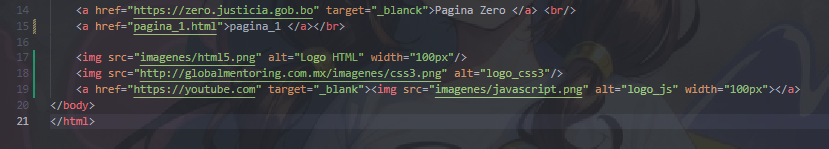 14 <a href="https://zero.justicia.gob.bo" target="_blanck">Pagina Zero </a> <br/>
15 <a href="pagina_1.html">pagina_1 </a></br>
16
17 <img src="imagenes/html5.png" alt="Logo HTML" width="100px"/>
18 <img src="http://globalmentoring.com.mx/imagenes/css3.png" alt="logo_css3"/>
19 <a href="https://youtube.com" target="_blank"><img src="imagenes/javascript.png" alt="logo_js" width="100px"></a>
20 </body>
21 </html>